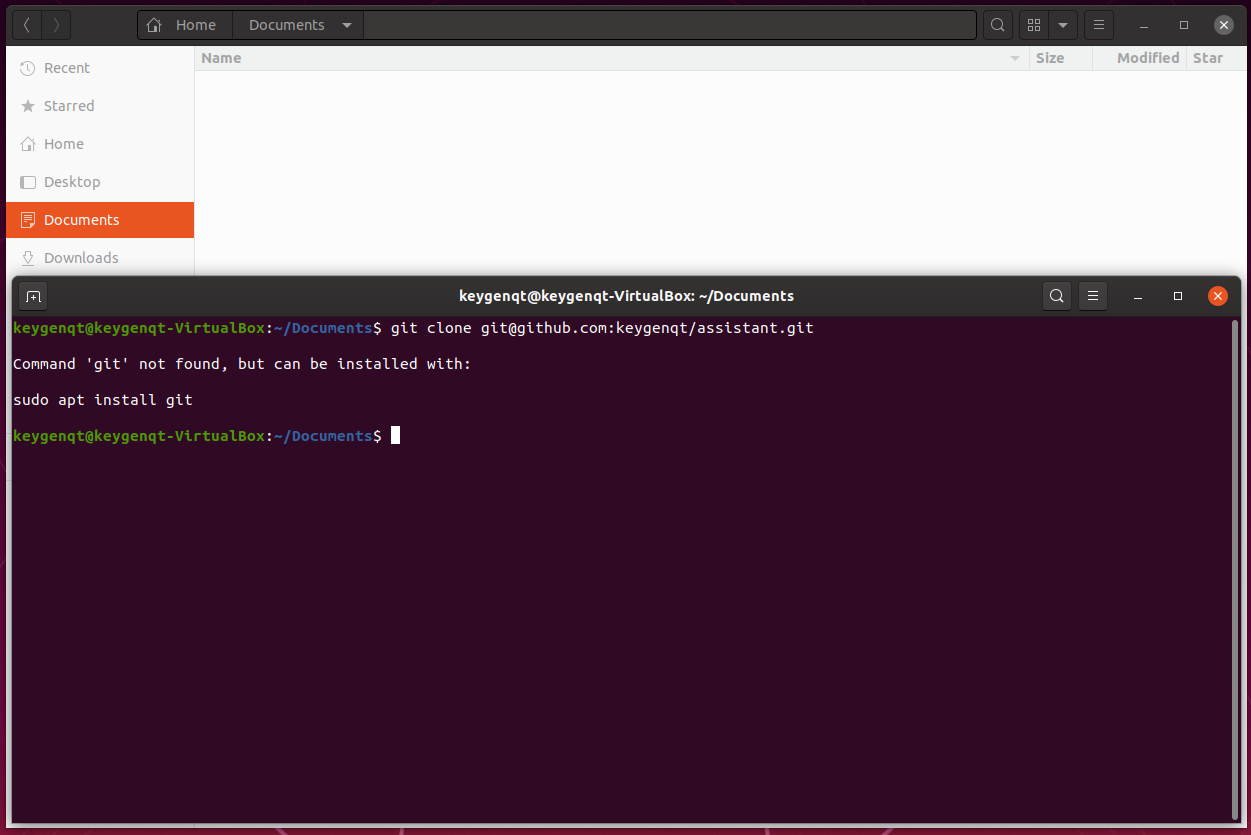 Home Documents
Name Size Modified Star
Recent
Starred
Home
Desktop
Documents
Downloads
keygenqt@keygenqt-VirtualBox: ~/Documents
keygenqt@keygenqt-VirtualBox:~/Documents$ git clone git@github.com:keygenqt/assistant.git
Command 'git' not found, but can be installed with:
sudo apt install git
keygenqt@keygenqt-VirtualBox:~/Documents$